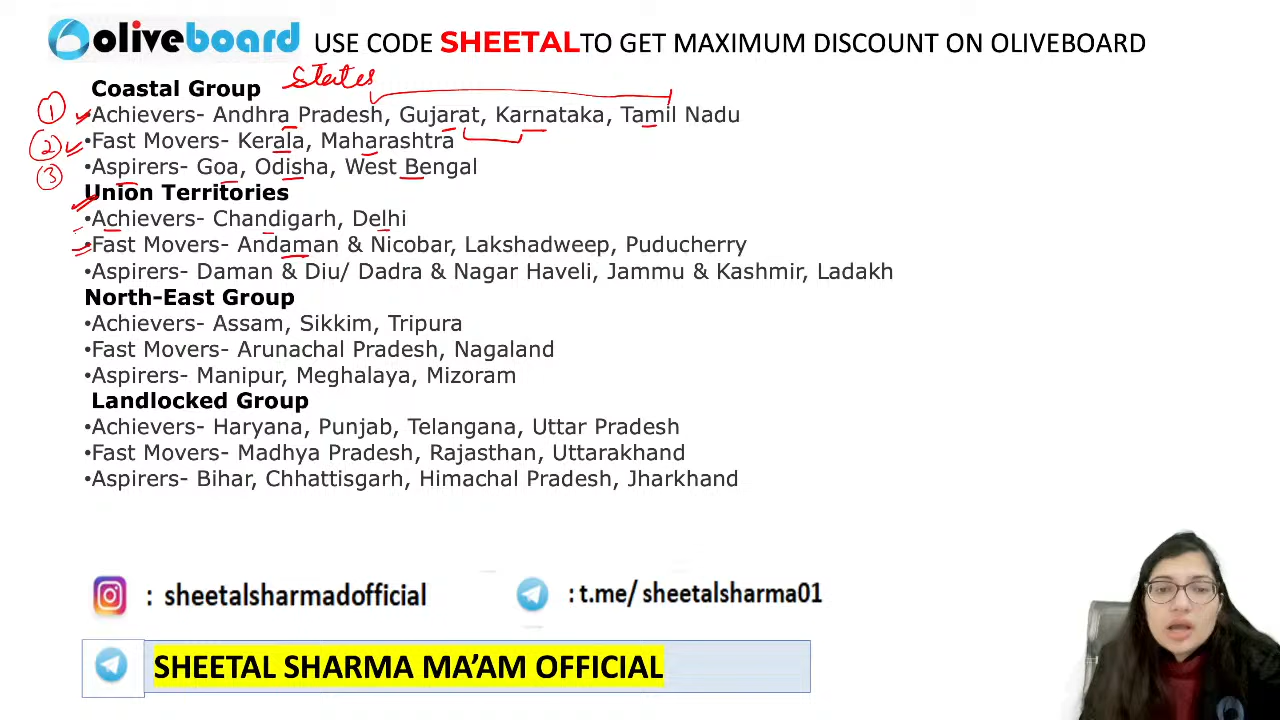 oliveboard USE CODE SHEETAL TO GET MAXIMUM DISCOUNT ON OLIVEBOARD
Coastal Group States
1 •Achievers- Andhra Pradesh, Gujarat, Karnataka, Tamil Nadu
2 •Fast Movers- Kerala, Maharashtra
3 Aspirers- Goa, Odisha, West Bengal
Union Territories
•Achievers- Chandigarh, Delhi
•Fast Movers- Andaman & Nicobar, Lakshadweep, Puducherry
•Aspirers- Daman & Diu/ Dadra & Nagar Haveli, Jammu & Kashmir, Ladakh
North-East Group
•Achievers- Assam, Sikkim, Tripura
•Fast Movers- Arunachal Pradesh, Nagaland
•Aspirers- Manipur, Meghalaya, Mizoram
Landlocked Group
•Achievers- Haryana, Punjab, Telangana, Uttar Pradesh
•Fast Movers- Madhya Pradesh, Rajasthan, Uttarakhand
•Aspirers- Bihar, Chhattisgarh, Himachal Pradesh, Jharkhand
: sheetalsharmadofficial : t.me/ sheetalsharma01
SHEETAL SHARMA MA’AM OFFICIAL